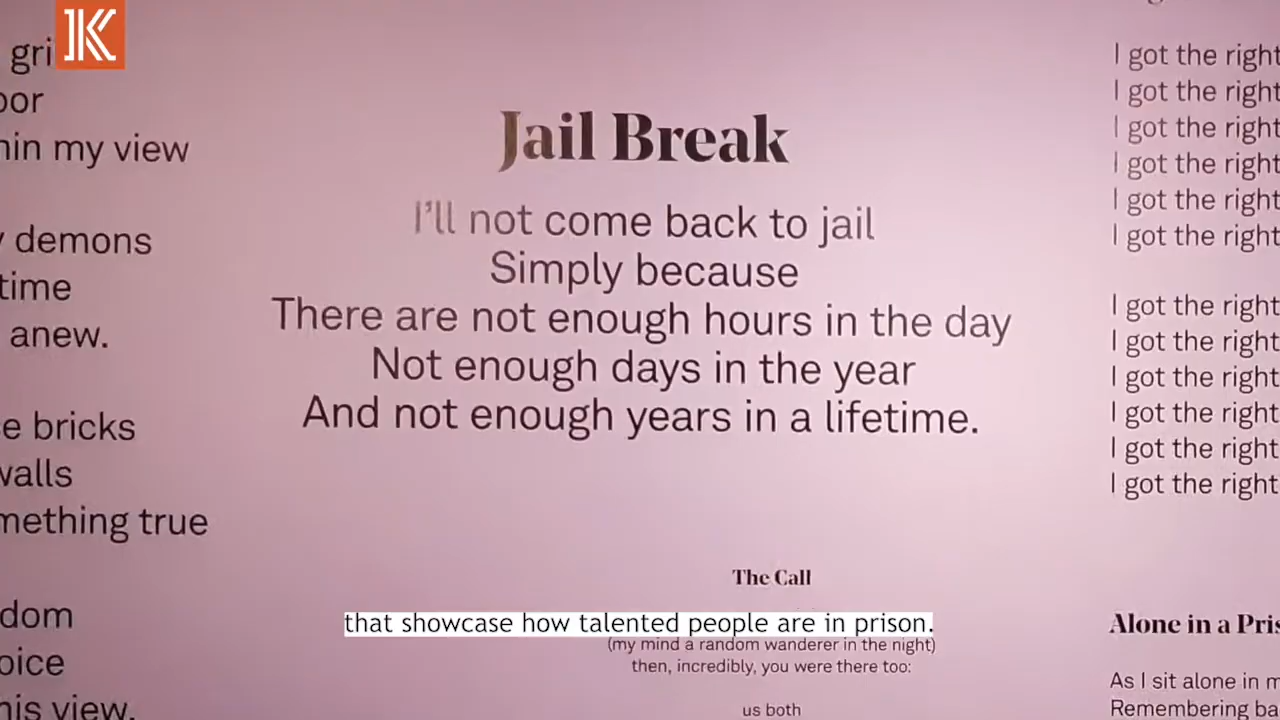 K
gri
oor
hin my view
demons
time
anew.
e bricks
walls
mething true
dom
oice
his view.
Jail Break
I'll not come back to jail
Simply because
There are not enough hours in the day
Not enough days in the year
And not enough years in a lifetime.
The Call
that showcase how talented people are in prison.
(my mind a random wanderer in the night)
then, incredibly, you were there too:
us both
I got the right
I got the right
I got the right
I got the right
I got the right
I got the right
I got the right
I got the right
I got the right
I got the right
I got the right
I got the right
Alone in a Pris
As I sit alone in m
Remembering ba